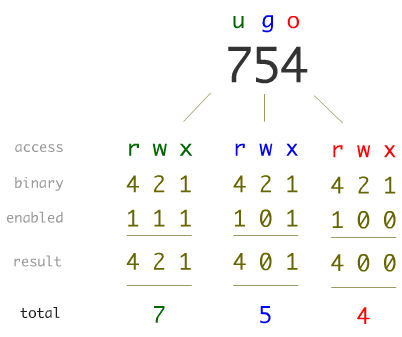 u g o
754
access r w x r w x r w x
binary 4 2 1 4 2 1 4 2 1
enabled 1 1 1 1 0 1 1 0 0
result 4 2 1 4 0 1 4 0 0
total 7 5 4